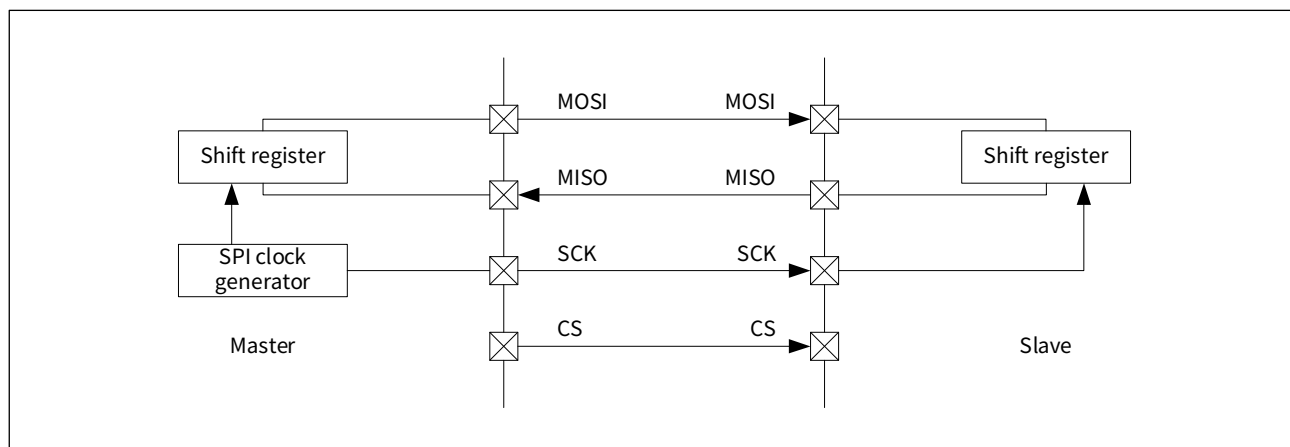 MOSI MOSI
Shift register Shift register
MISO MISO
SPI clock
generator
SCK SCK
CS CS
Master Slave